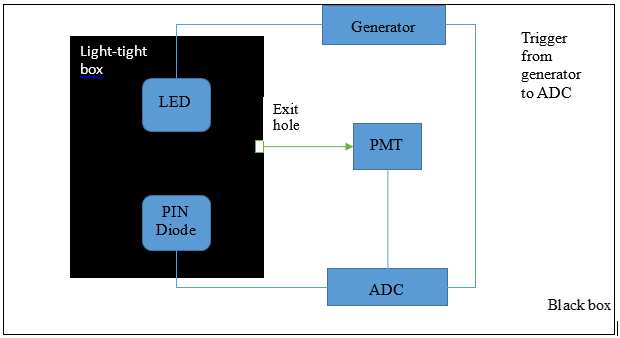 Generator
Light-tight
box
LED
Exit
hole
Trigger
from
generator
to ADC
PMT
PIN
Diode
ADC
Black box